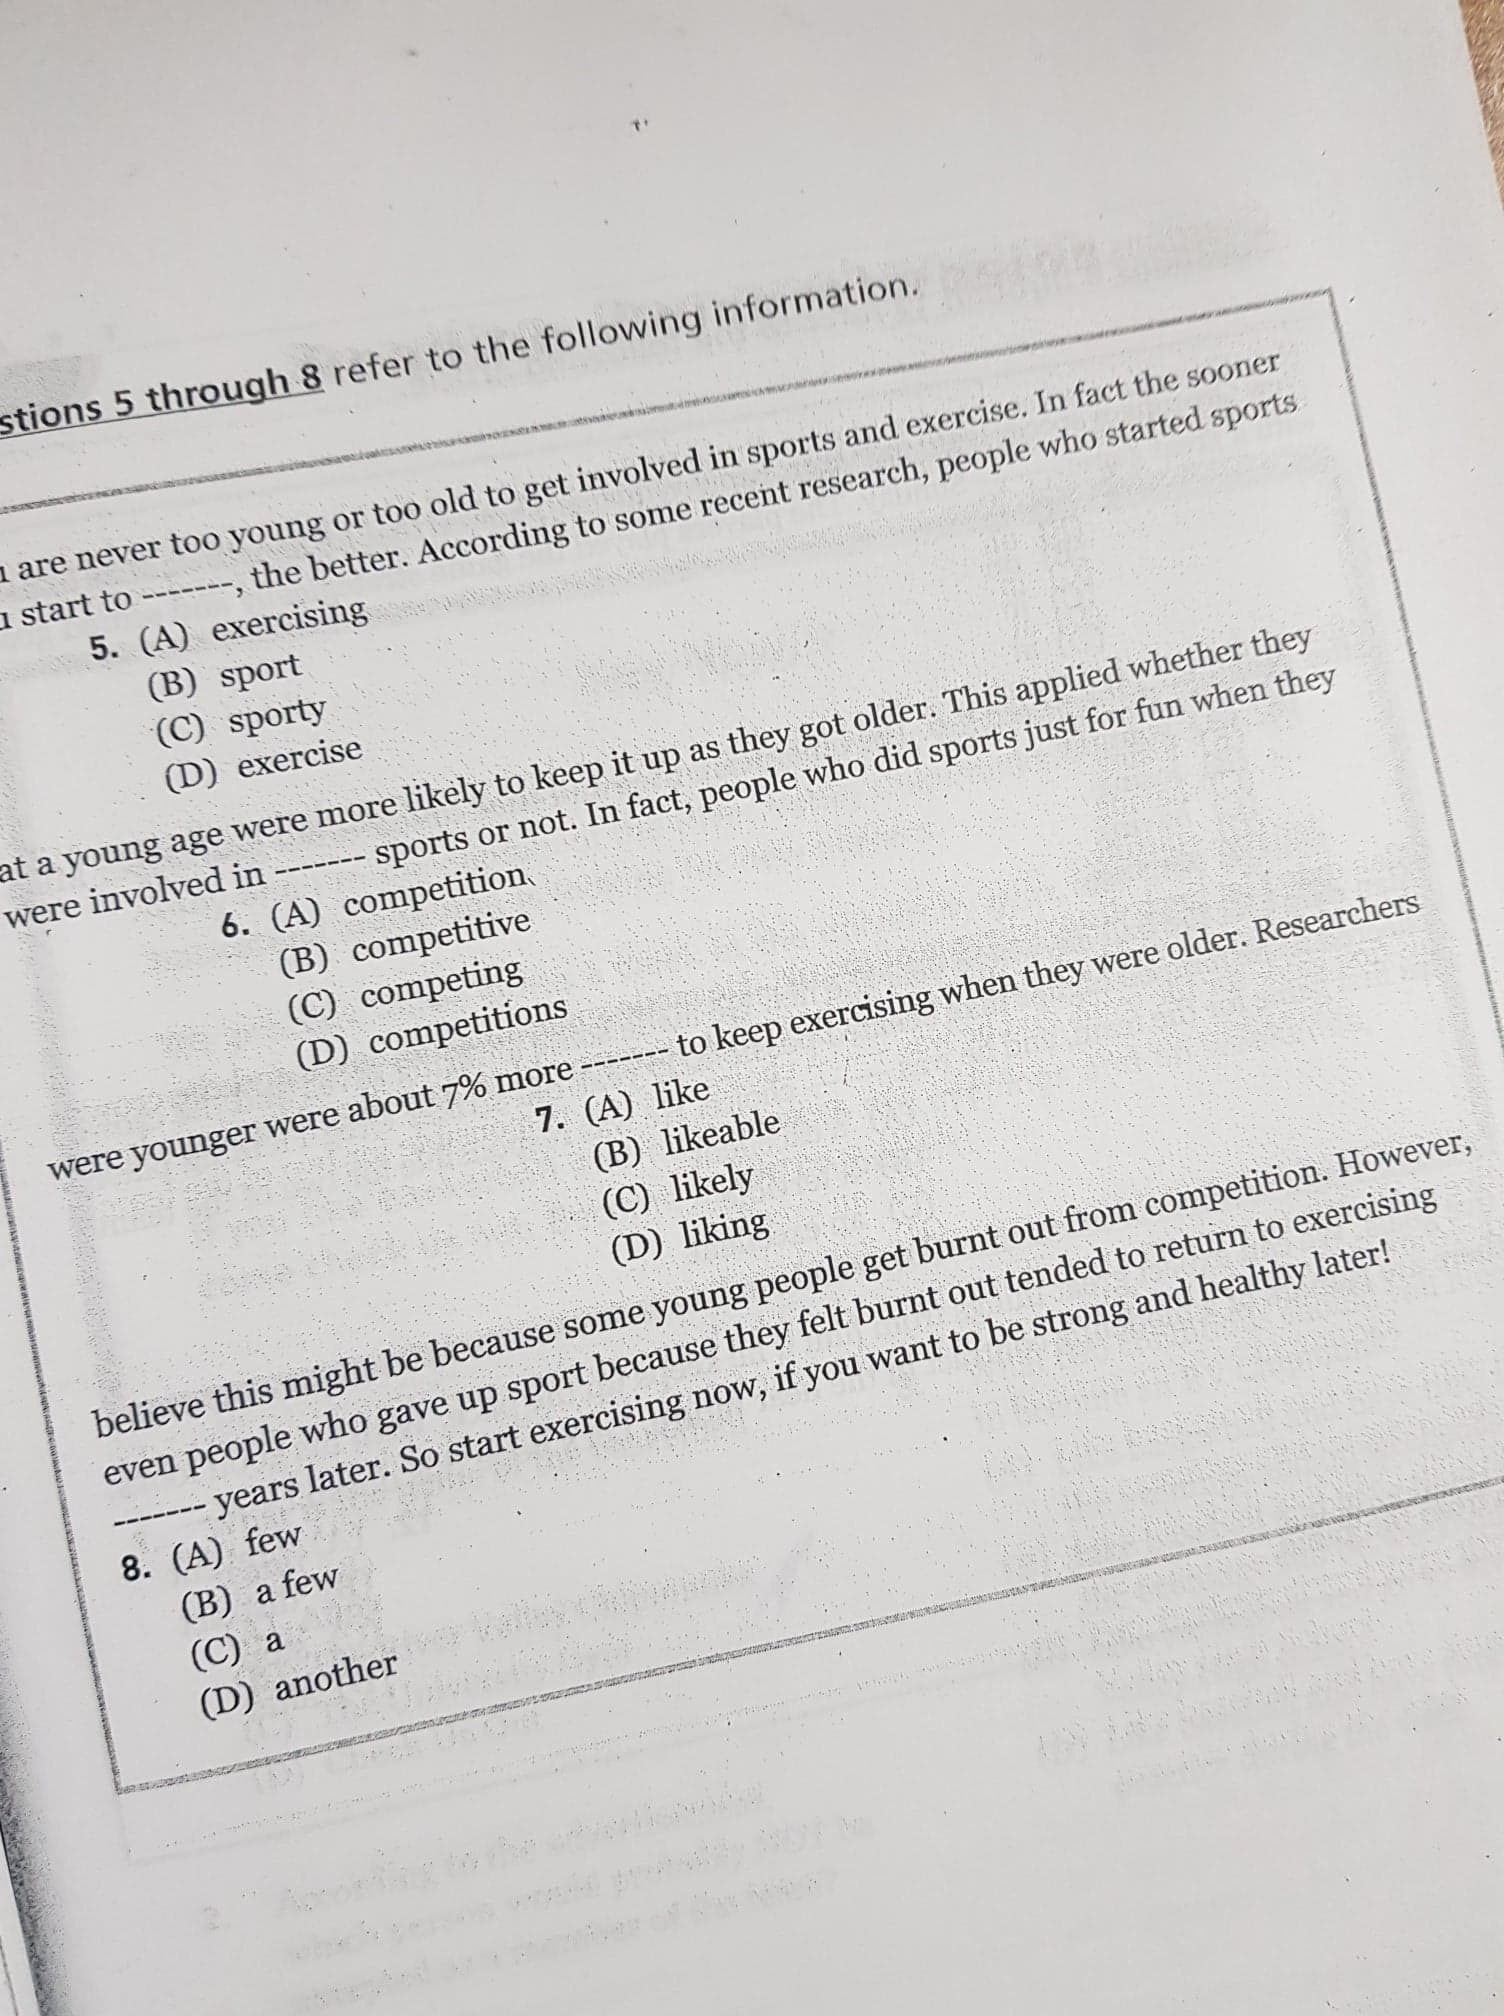 stions 5 through 8 refer to the following information.
are never too young or too old to get involved in sports and exercise. In fact the sooner
start to -------, the better. According to some recent research, people who started sports
5. (A) exercising
(B) sport
(C) sporty
(D) exercise
at a young age were more likely to keep it up as they got older. This applied whether they
were involved in ------- sports or not. In fact, people who did sports just for fun when they
6. (A) competition
(B) competitive
(C) competing
(D) competitions
were younger were about 7% more ------- to keep exercising when they were older. Researchers
7. (A) like
(B) likeable
(C) likely
(D) liking
believe this might be because some young people get burnt out from competition. However,
even people who gave up sport because they felt burnt out tended to return to exercising
------- years later. So start exercising now, if you want to be strong and healthy later!
8. (A) few
(B) a few
(C) a
(D) another